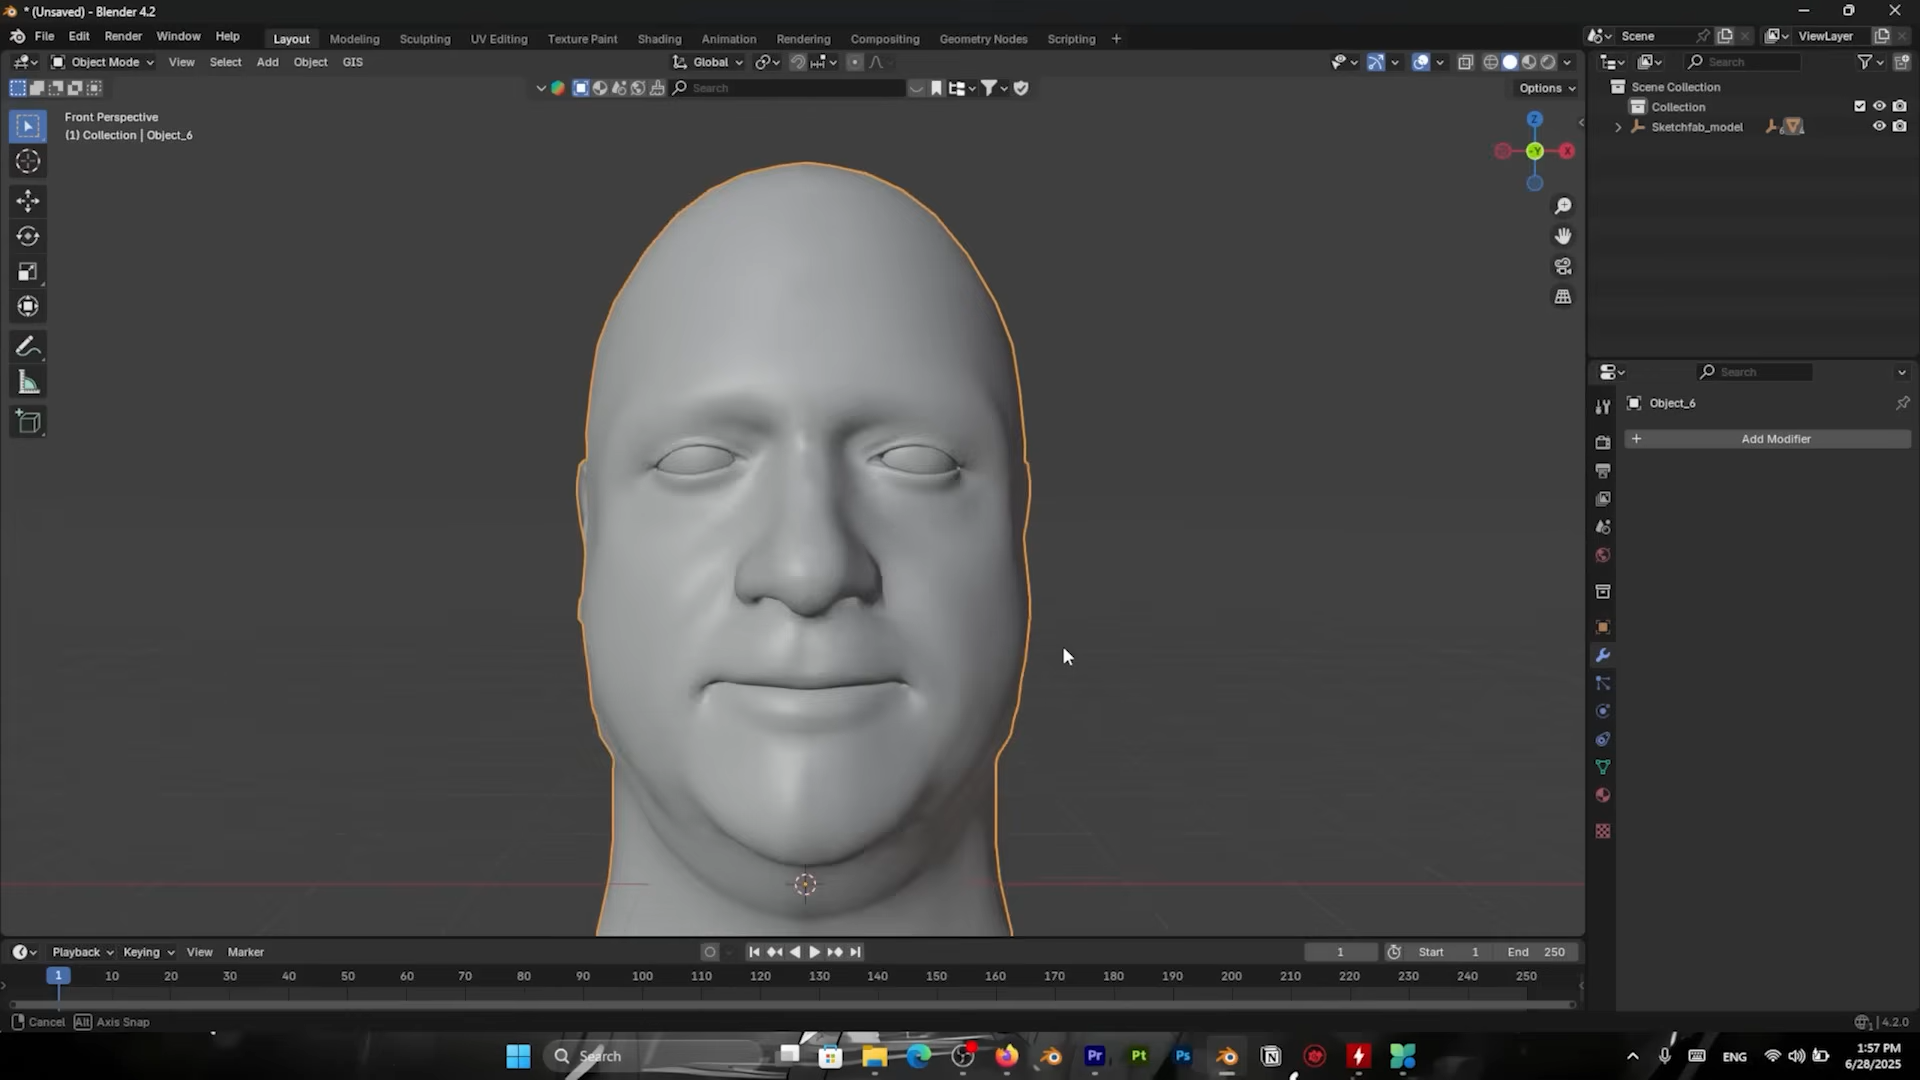 * (Unsaved) - Blender 4.2
File Edit Render Window Help
Layout Modeling Sculpting UV Editing Texture Paint Shading Animation Rendering Compositing Geometry Nodes Scripting +
Scene
ViewLayer
Object Mode View Select Add Object GIS
Global
Search
Search
Options
Front Perspective
(1) Collection | Object_6
Z
-Y
X
Scene Collection
Collection
Sketchfab_model
Search
Object_6
+ Add Modifier
Playback Keying View Marker
1
Start 1 End 250
1 10 20 30 40 50 60 70 80 90 100 110 120 130 140 150 160 170 180 190 200 210 220 230 240 250
Cancel Alt Axis Snap
4.2.0
Search
Pr
Pt
Ps
ENG
1:57 PM
6/28/2025